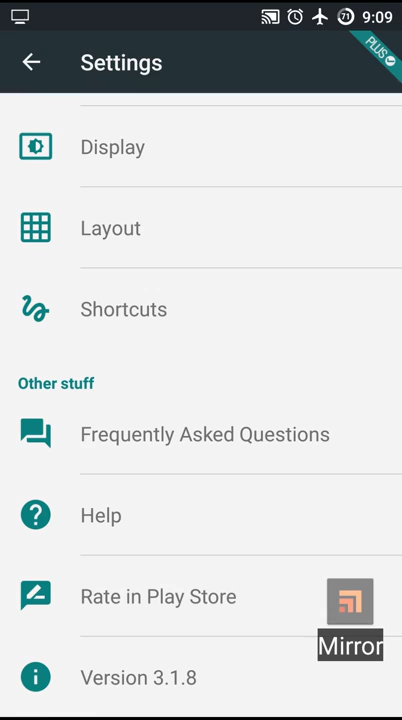 71 9:09
Settings
PLUS
Display
Layout
Shortcuts
Other stuff
Frequently Asked Questions
Help
Rate in Play Store
Mirror
Version 3.1.8